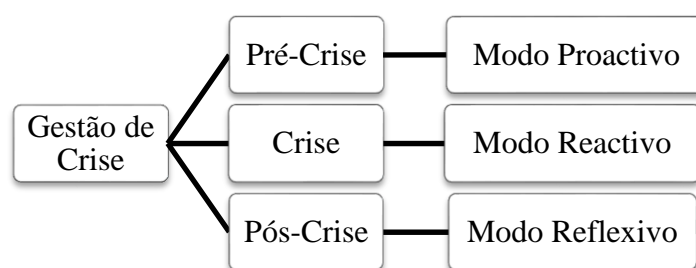 Pré-Crise
Modo Proactivo
Gestão de
Crise
Crise
Modo Reactivo
Pós-Crise
Modo Reflexivo